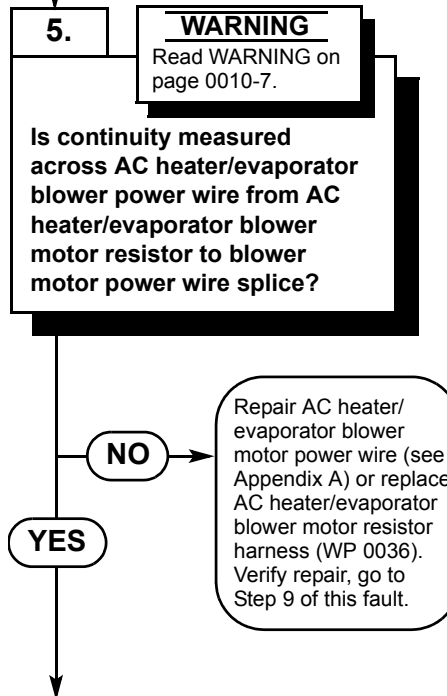 5.
WARNING
Read WARNING on
page 0010-7.
Is continuity measured
across AC heater/evaporator
blower power wire from AC
heater/evaporator blower
motor resistor to blower
motor power wire splice?
NO
Repair AC heater/
evaporator blower
motor power wire (see
Appendix A) or replace
AC heater/evaporator
blower motor resistor
harness (WP 0036).
Verify repair, go to
Step 9 of this fault.
YES